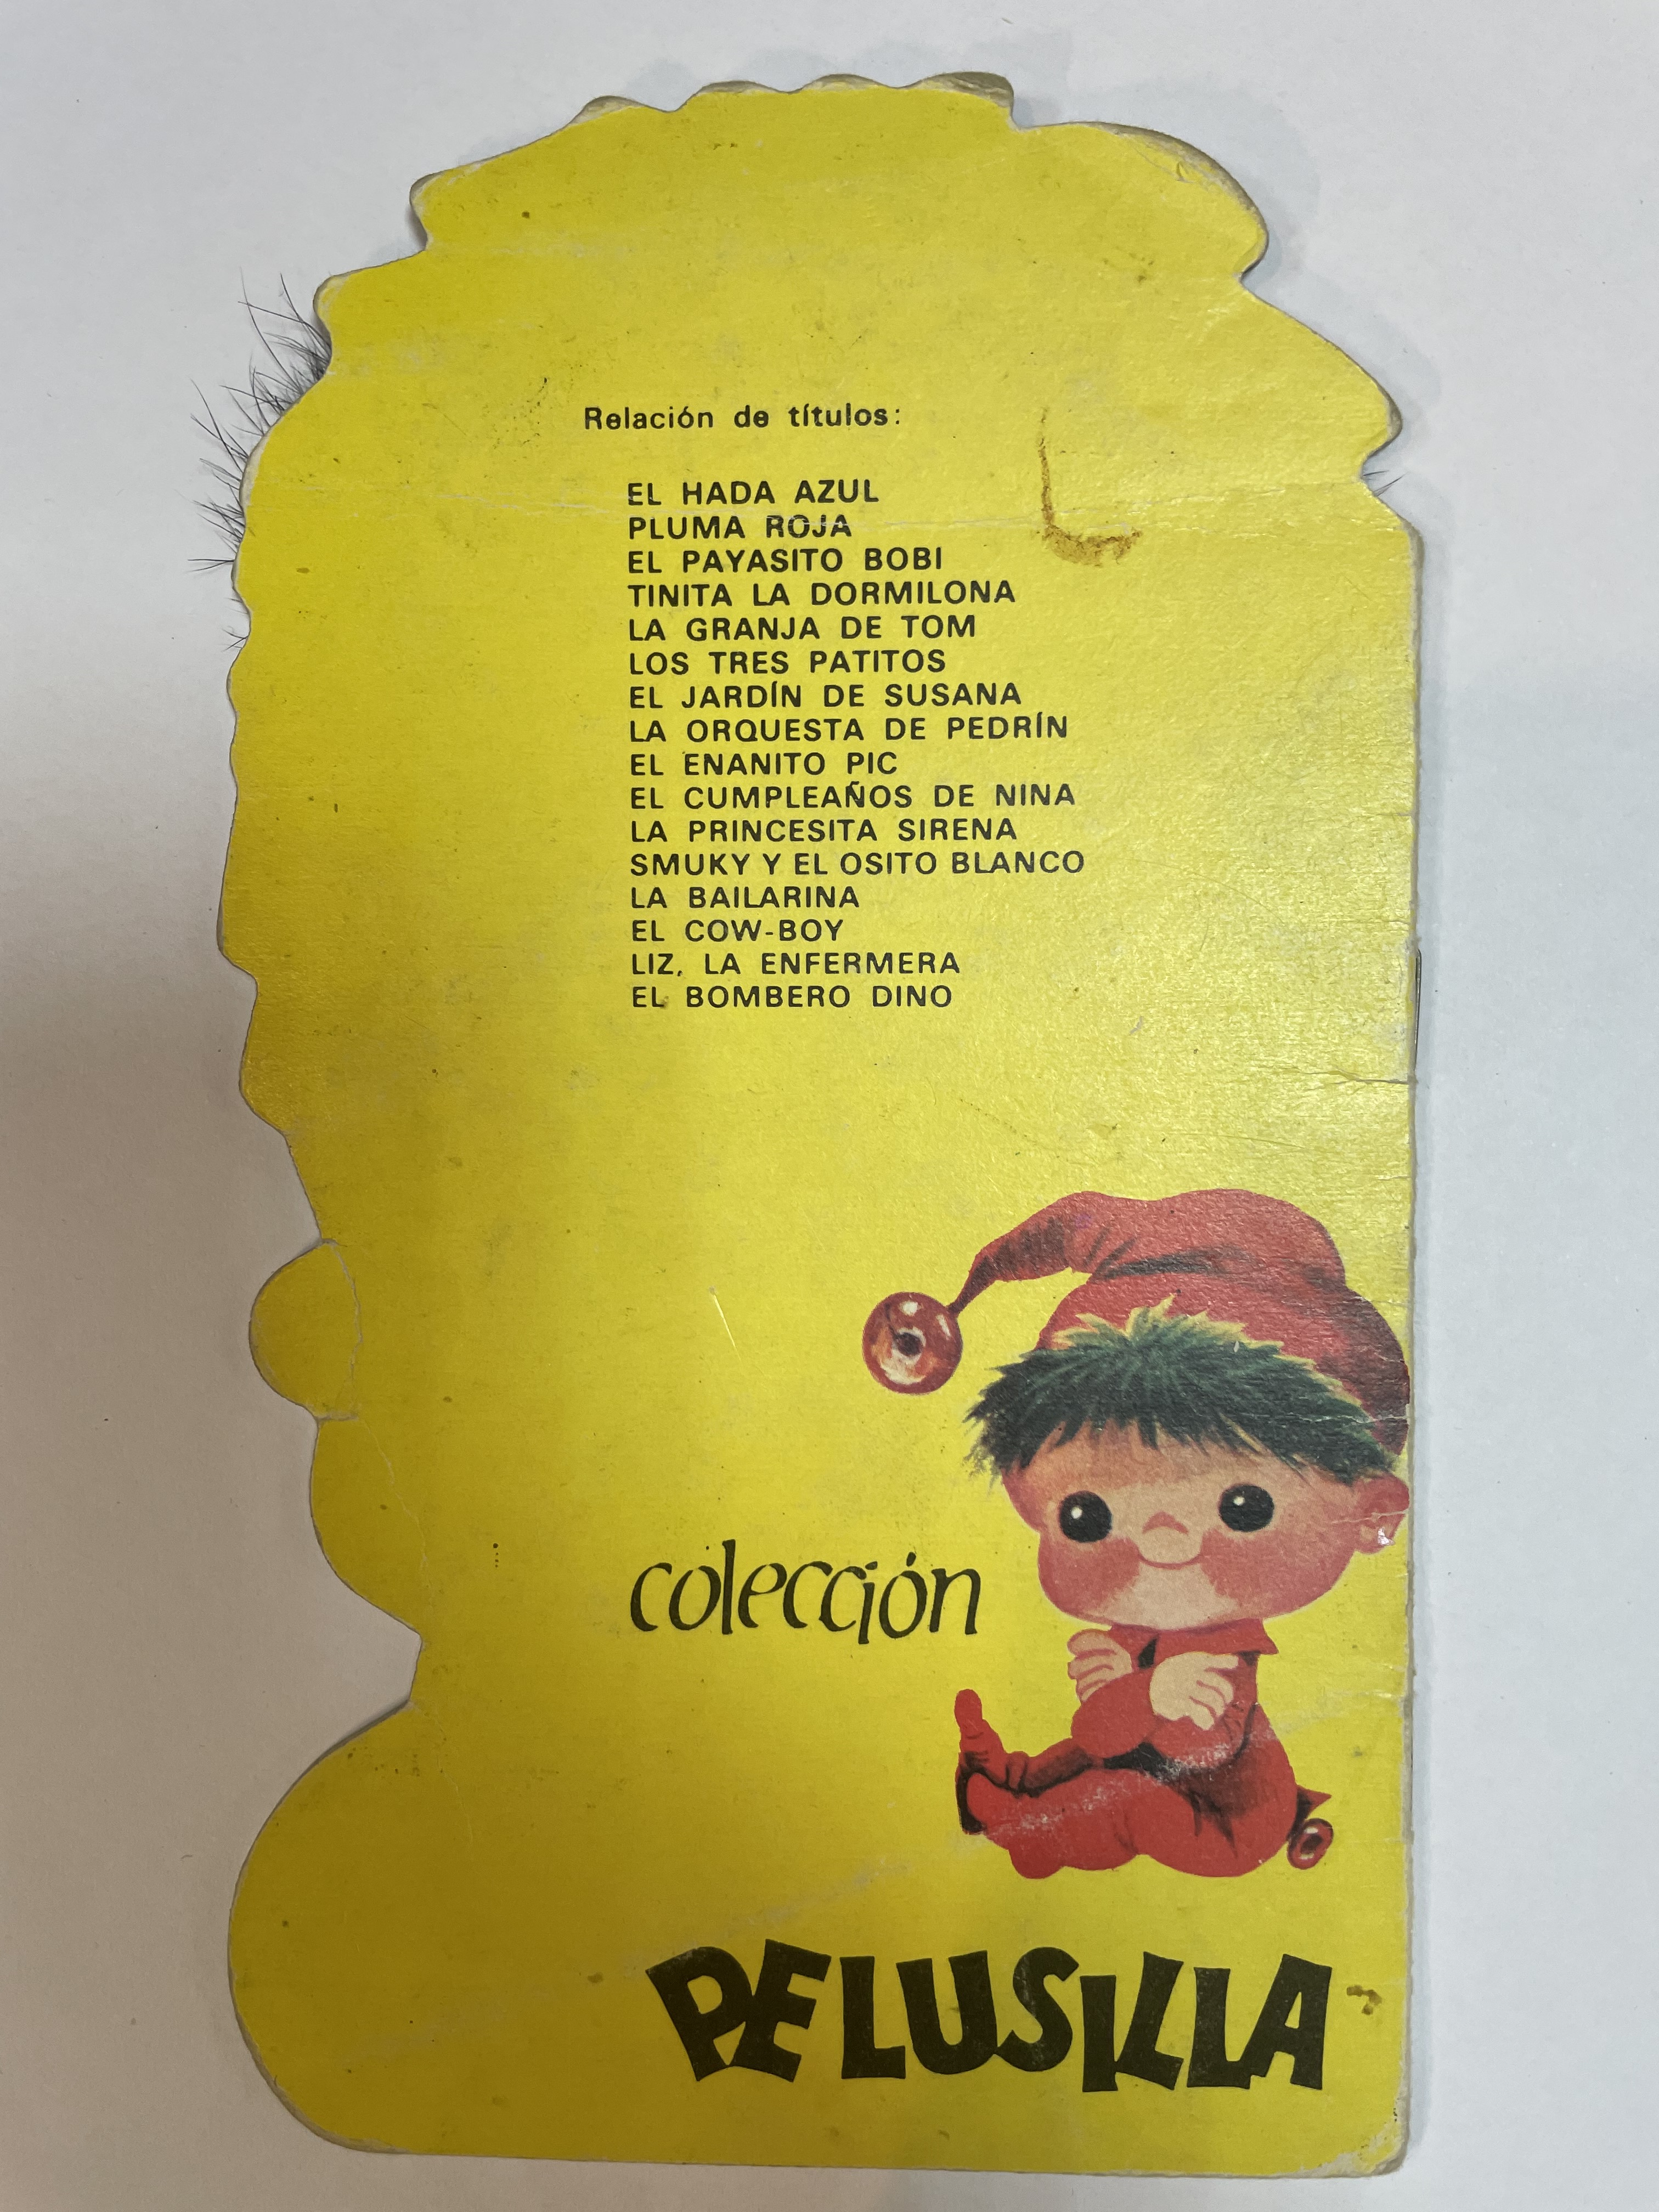 Relación de títulos:
EL HADA AZUL
PLUMA ROJA
EL PAYASITO BOBI
TINITA LA DORMILONA
LA GRANJA DE TOM
LOS TRES PATITOS
EL JARDÍN DE SUSANA
LA ORQUESTA DE PEDRÍN
EL ENANITO PIC
EL CUMPLEAÑOS DE NINA
LA PRINCESITA SIRENA
SMUKY Y EL OSITO BLANCO
LA BAILARINA
EL COW-BOY
LIZ, LA ENFERMERA
EL BOMBERO DINO
colección
PELUSILLA